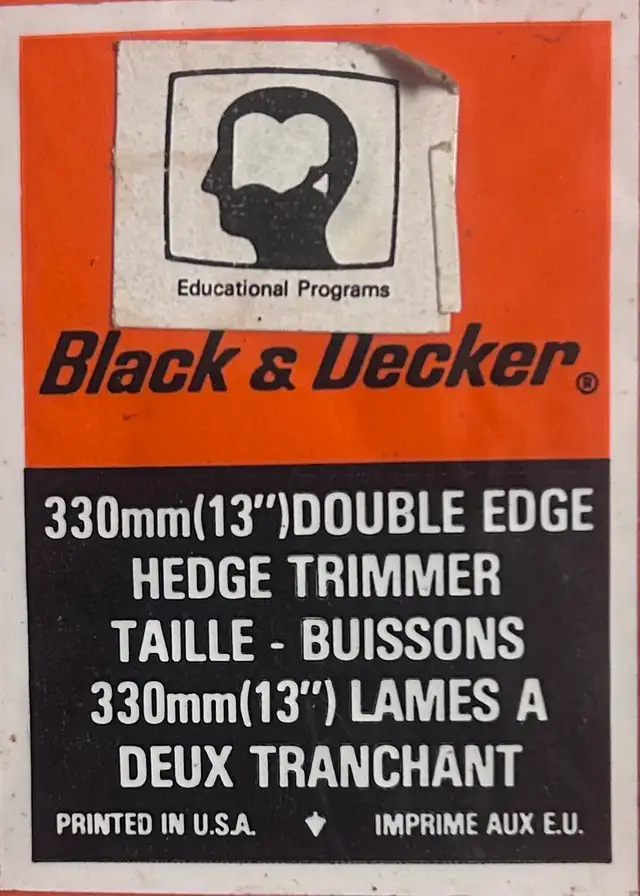 Educational Programs
Black & Decker®
330mm(13")DOUBLE EDGE
HEDGE TRIMMER
TAILLE - BUISSONS
330mm(13") LAMES A
DEUX TRANCHANT
PRINTED IN U.S.A. IMPRIME AUX E.U.